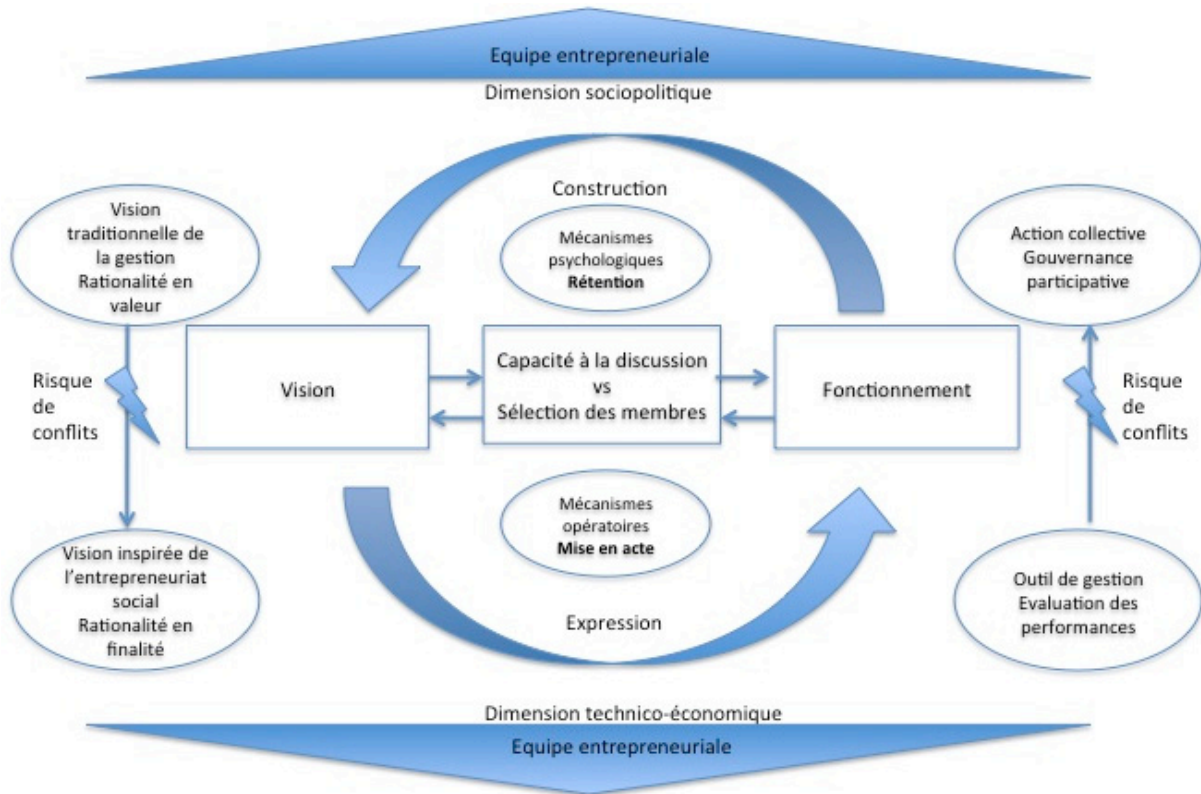 Equipe entrepreneuriale
Dimension sociopolitique
Construction
Mécanismes
psychologiques
Rétention
Vision
traditionnelle de
la gestion
Rationalité en
valeur
Action collective
Gouvernance
participative
Risque
de
conflits
Vision
Capacité à la discussion
vs
Sélection des membres
Fonctionnement
Risque
de
conflits
Mécanismes
opératoires
Mise en acte
Vision inspirée de
l'entrepreneuriat
social
Rationalité en
finalité
Outil de gestion
Evaluation des
performances
Expression
Dimension technico-économique
Equipe entrepreneuriale